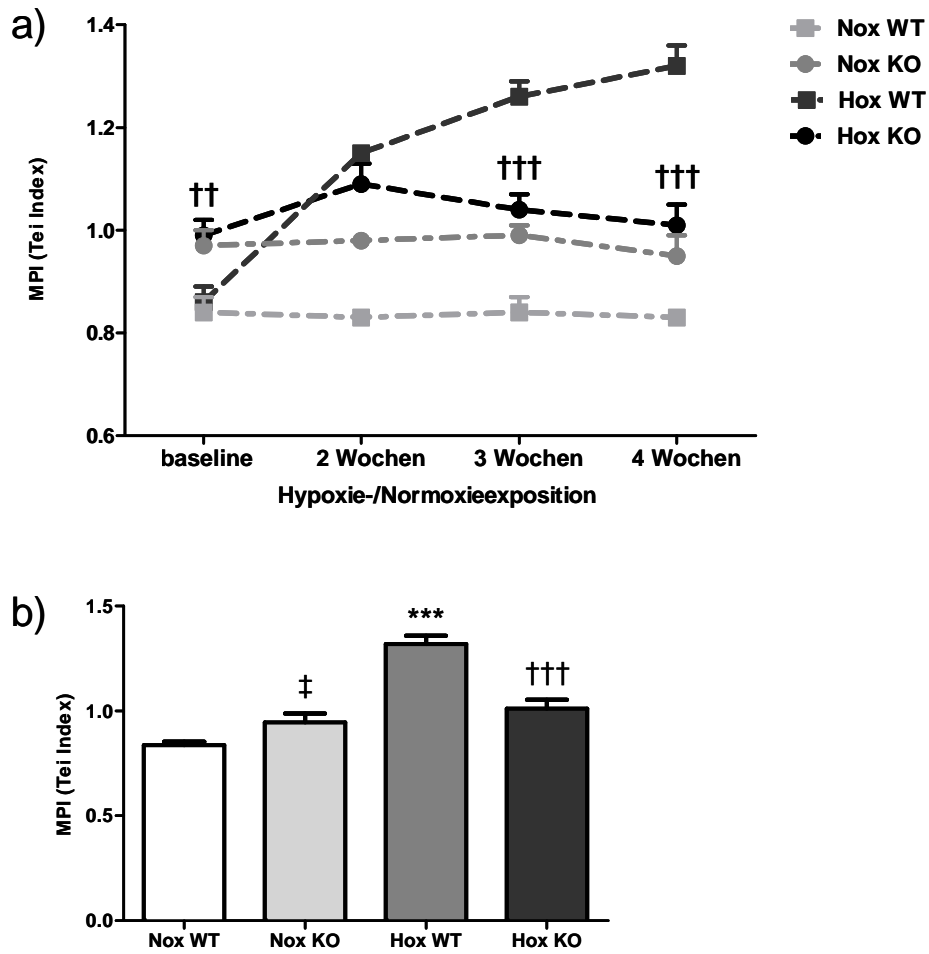 a)
1.4
1.2
1.0
0.8
0.6
MPI (Tei Index)
††
†††
†††
baseline 2 Wochen 3 Wochen 4 Wochen
Hypoxie-/Normoxieexposition
Nox WT
Nox KO
Hox WT
Hox KO
b)
1.5
1.0
0.5
0.0
MPI (Tei Index)
‡
***
†††
Nox WT Nox KO Hox WT Hox KO